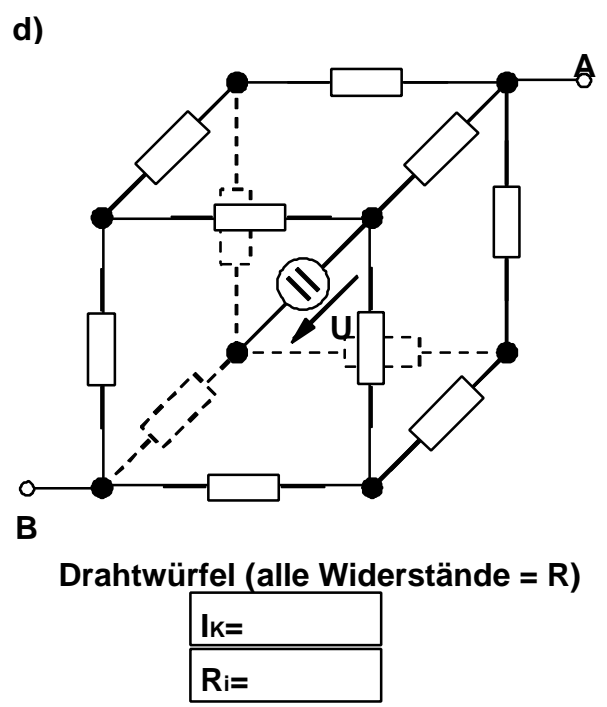 d)
A
U
B
Drahtwürfel (alle Widerstände = R)
IK=
Ri=